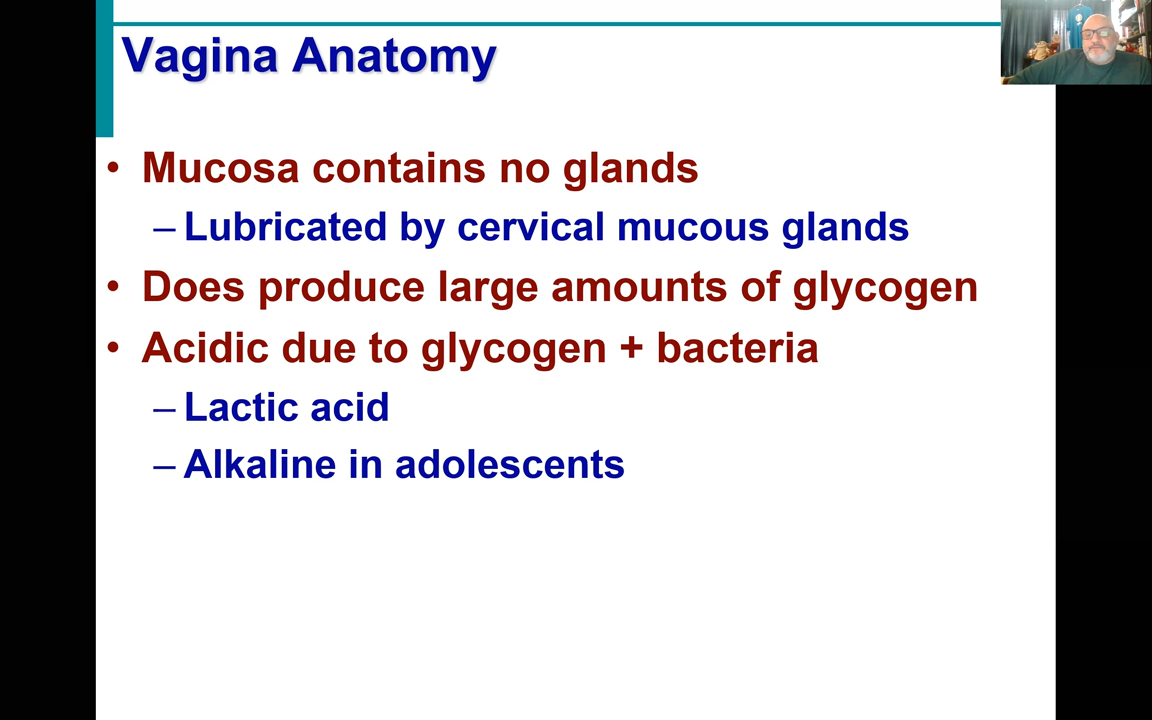 Vagina Anatomy
• Mucosa contains no glands
– Lubricated by cervical mucous glands
• Does produce large amounts of glycogen
• Acidic due to glycogen + bacteria
– Lactic acid
– Alkaline in adolescents